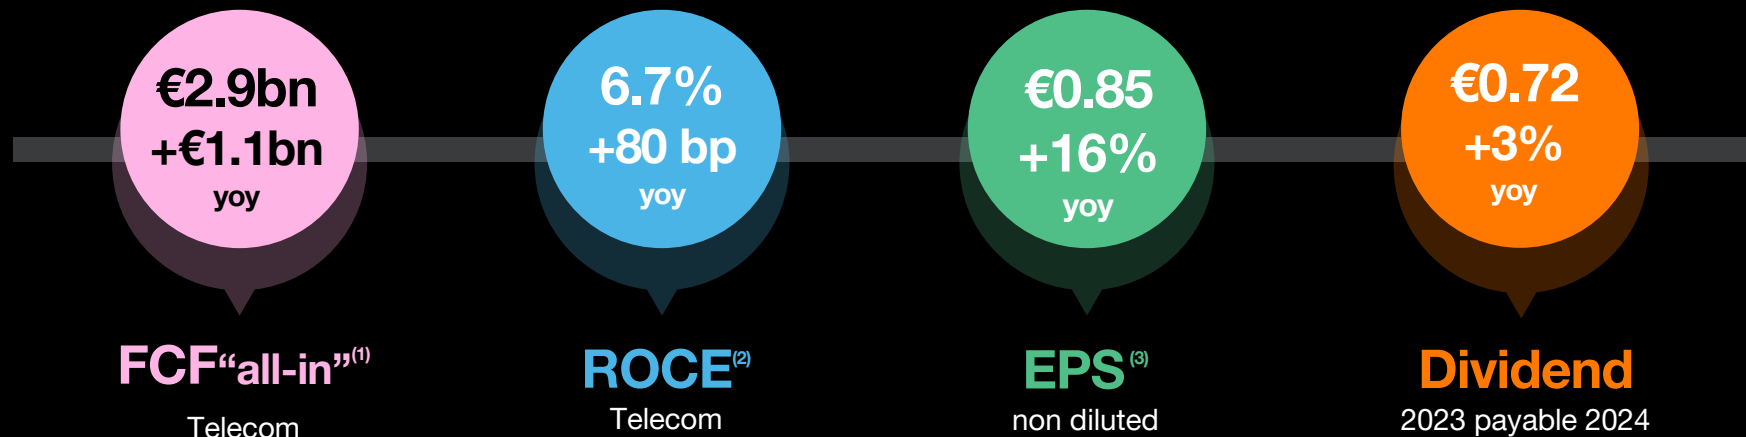 €2.9bn
+€1.1bn
yoy
6.7%
+80 bp
yoy
€0.85
+16%
yoy
€0.72
+3%
yoy
FCF“all-in”(1)
Telecom
ROCE(2)
Telecom
EPS (3)
non diluted
Dividend
2023 payable 2024